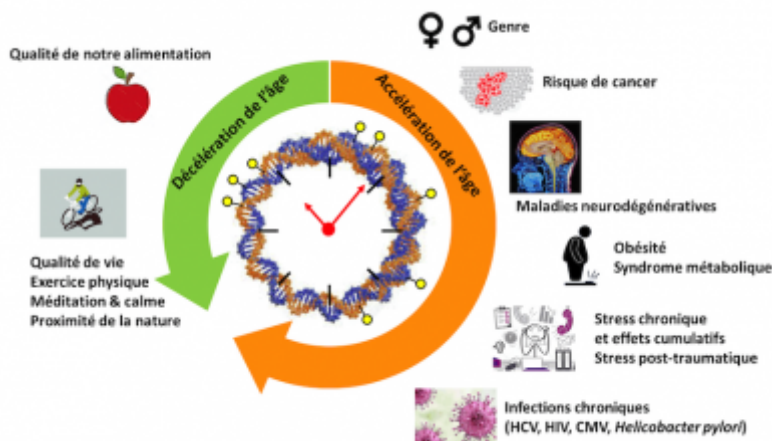 Qualité de notre alimentation
Genre
Risque de cancer
Décélération de l'âge
Accélération de l'âge
Maladies neurodégénératives
Qualité de vie
Exercice physique
Méditation & calme
Proximité de la nature
Obésité
Syndrome métabolique
Stress chronique
et effets cumulatifs
Stress post-traumatique
Infections chroniques
(HCV, HIV, CMV, Helicobacter pylori)